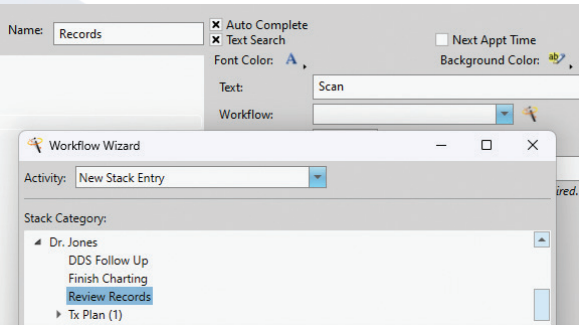 Name: Records
Auto Complete
Text Search
Next Appt Time
Font Color: A
Background Color: ab
Text: Scan
Workflow:
Workflow Wizard
ired.
Activity: New Stack Entry
Stack Category:
Dr. Jones
DDS Follow Up
Finish Charting
Review Records
Tx Plan (1)